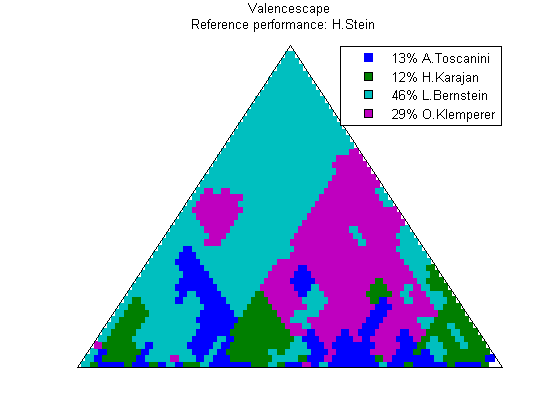 Valencescape
Reference performance: H.Stein
13% A.Toscanini
12% H.Karajan
46% L.Bernstein
29% O.Klemperer